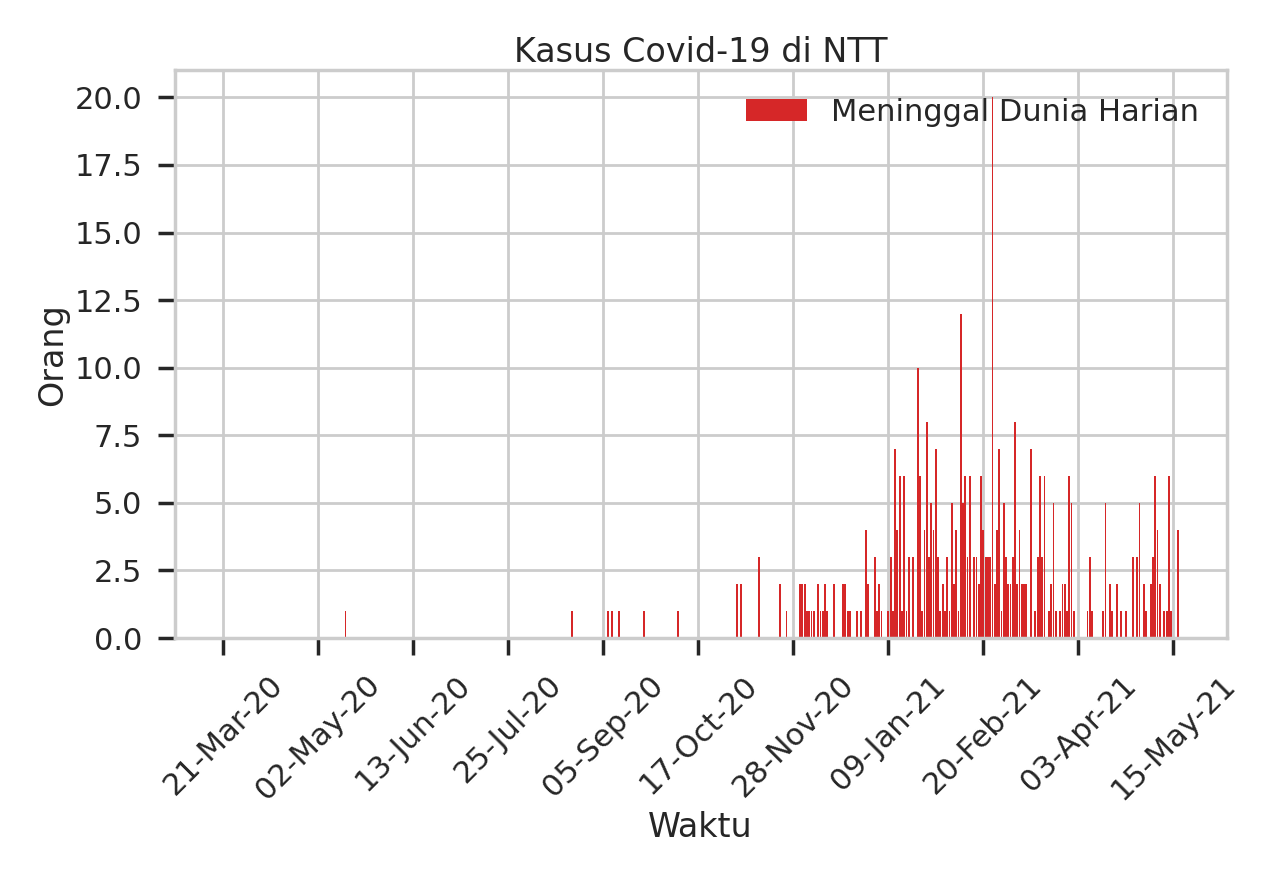 Kasus Covid-19 di NTT
Meninggal Dunia Harian
Orang
20.0
17.5
15.0
12.5
10.0
7.5
5.0
2.5
0.0
21-Mar-20
02-May-20
13-Jun-20
25-Jul-20
05-Sep-20
17-Oct-20
28-Nov-20
09-Jan-21
20-Feb-21
03-Apr-21
15-May-21
Waktu